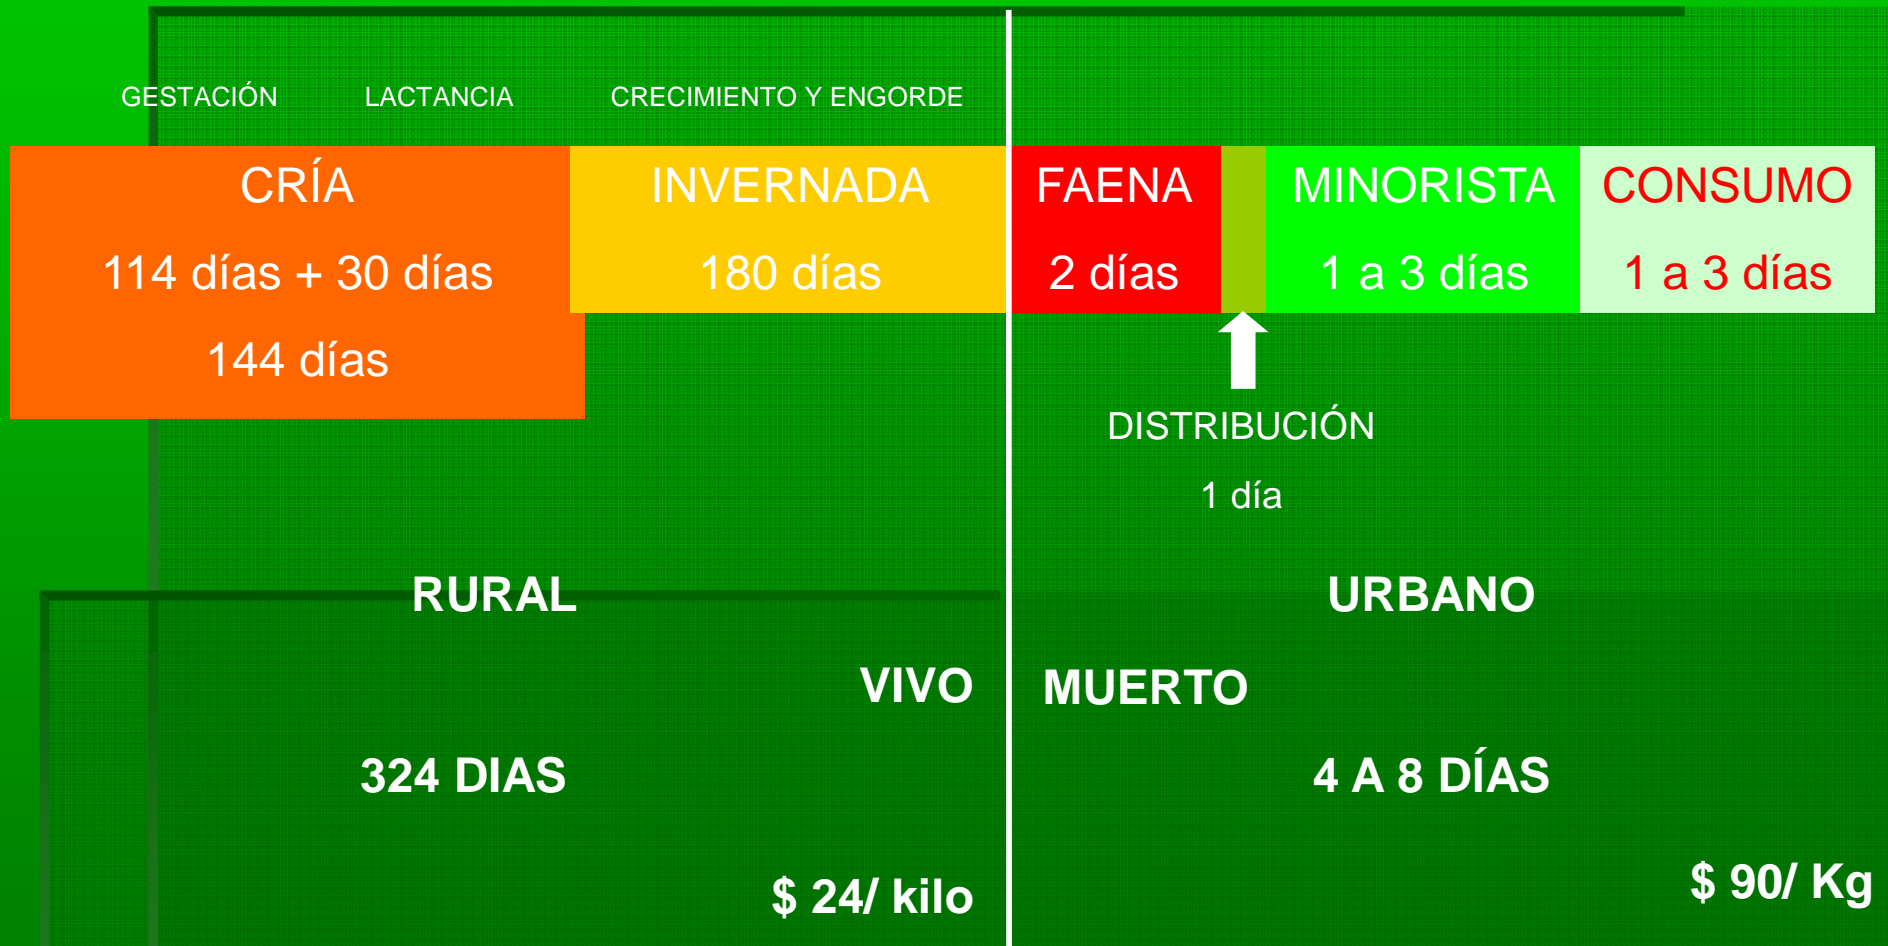 GESTACIÓN LACTANCIA CRECIMIENTO Y ENGORDE
CRÍA
114 días + 30 días
144 días
INVERNADA
180 días
FAENA
2 días
MINORISTA
1 a 3 días
CONSUMO
1 a 3 días
DISTRIBUCIÓN
1 día
RURAL
URBANO
VIVO
MUERTO
324 DIAS
4 A 8 DÍAS
$ 24/ kilo
$ 90/ Kg